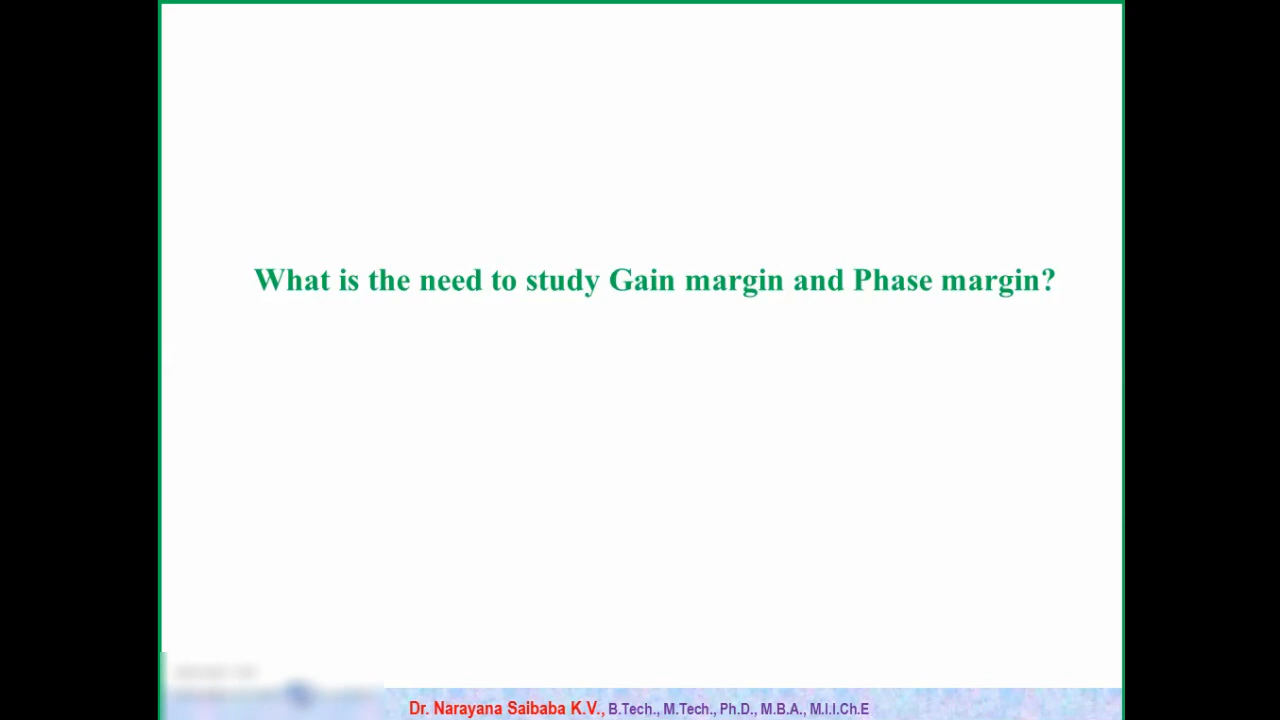 What is the need to study Gain margin and Phase margin?
Dr. Narayana Saibaba K.V., B.Tech., M.Tech., Ph.D., M.B.A., M.I.I.Ch.E